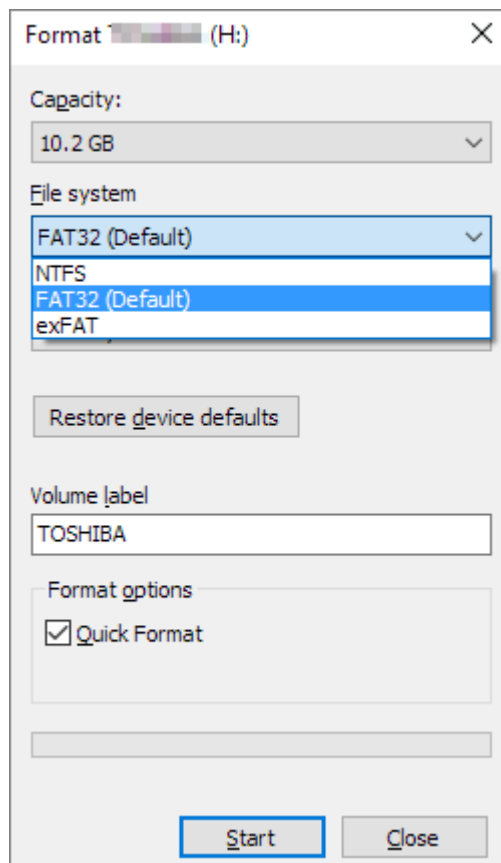 Format (H:)
Capacity:
10.2 GB
File system
FAT32 (Default)
NTFS
FAT32 (Default)
exFAT
Restore device defaults
Volume label
TOSHIBA
Format options
Quick Format
Start
Close